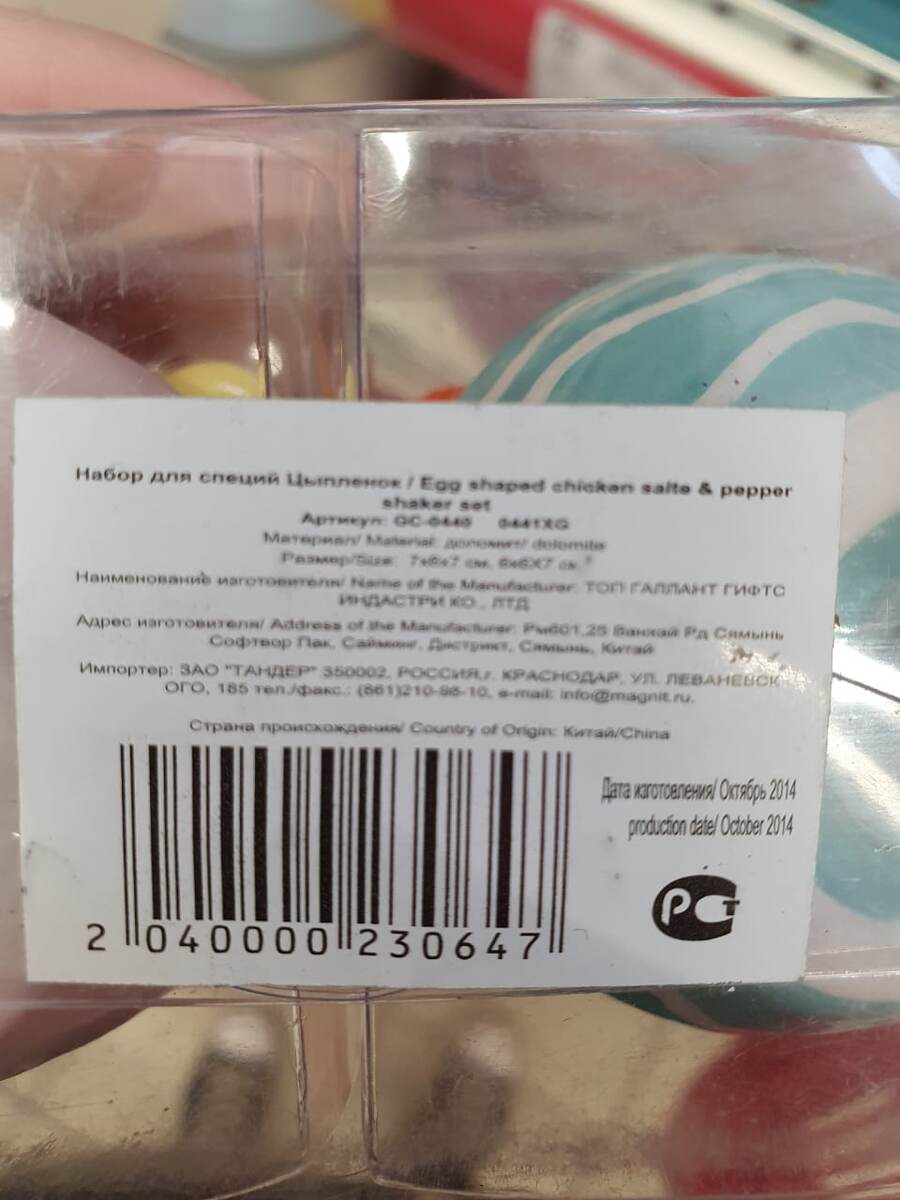 Набор для специй Цыпленок / Egg shaped chicken salte & pepper
shaker set
Артикул: GC-0440 0441XG
Материал/ Material: доломит/ dolomite
Размер/Size: 7x6x7 см, 6x6X7 см.
Наименование изготовителя/ Name of the Manufacturer: ТОП ГАЛЛАНТ ГИФТС
ИНДАСТРИ КО., ЛТД
Адрес изготовителя/ Address of the Manufacturer: Рм601,25 Ванхай Рд Сямынь
Софтвор Пак, Сайминг, Дистрикт, Сямынь, Китай
Импортер: ЗАО "ТАНДЕР" 350002, РОССИЯ,г. КРАСНОДАР, УЛ. ЛЕВАНЕВСК
ОГО, 185 тел./факс.: (861)210-98-10, e-mail: info@magnit.ru.
Страна происхождения/ Country of Origin: Китай/China
Дата изготовления/ Октябрь 2014
production date/ October 2014
РСТ
2 040000 230647